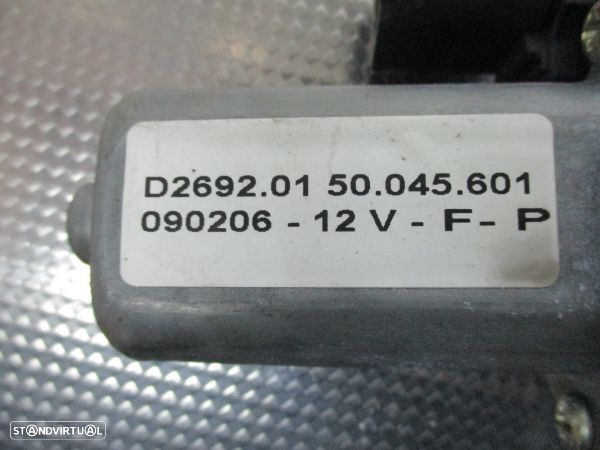 D2692.01 50.045.601
090206 - 12 V - F - P
STANDVIRTUAL